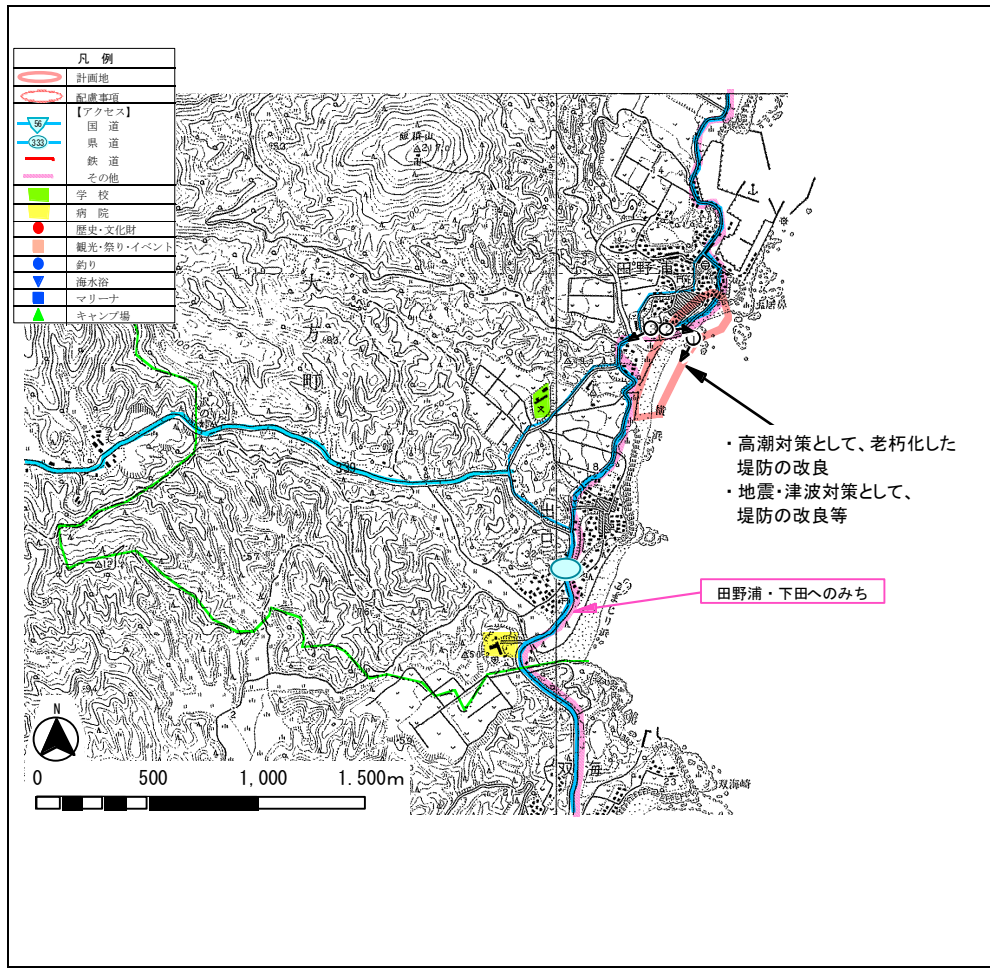 凡 例
計画地
配慮事項
【アクセス】
56
国 道
333
県 道
鉄 道
その他
学 校
病 院
歴史・文化財
観光・祭り・イベント
釣り
海水浴
マリーナ
キャンプ場
大
方
町
田野浦
出口
339
18
14
・高潮対策として、老朽化した
堤防の改良
・地震・津波対策として、
堤防の改良等
田野浦・下田へのみち
双海
双海崎
N
0 500 1,000 1.500m